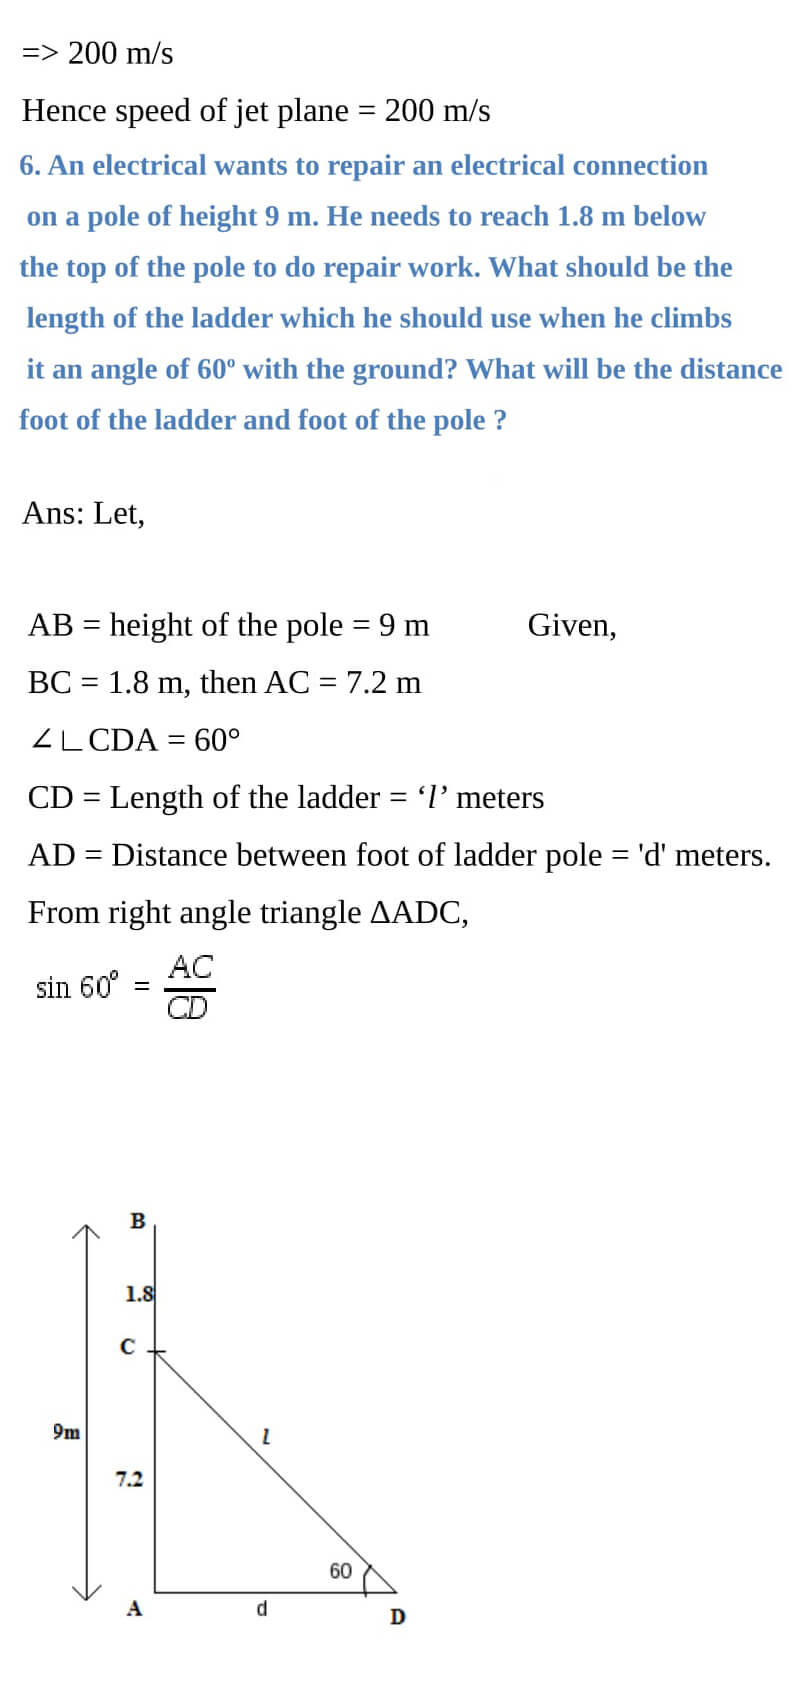 => 200 m/s
Hence speed of jet plane = 200 m/s
6. An electrical wants to repair an electrical connection
on a pole of height 9 m. He needs to reach 1.8 m below
the top of the pole to do repair work. What should be the
length of the ladder which he should use when he climbs
it an angle of 60º with the ground? What will be the distance
foot of the ladder and foot of the pole ?
Ans: Let,
AB = height of the pole = 9 m Given,
BC = 1.8 m, then AC = 7.2 m
∠∟CDA = 60°
CD = Length of the ladder = ‘l’ meters
AD = Distance between foot of ladder pole = 'd' meters.
From right angle triangle ΔADC,
sin 60° = AC/CD
B
1.8
C
9m
l
7.2
60
A
d
D